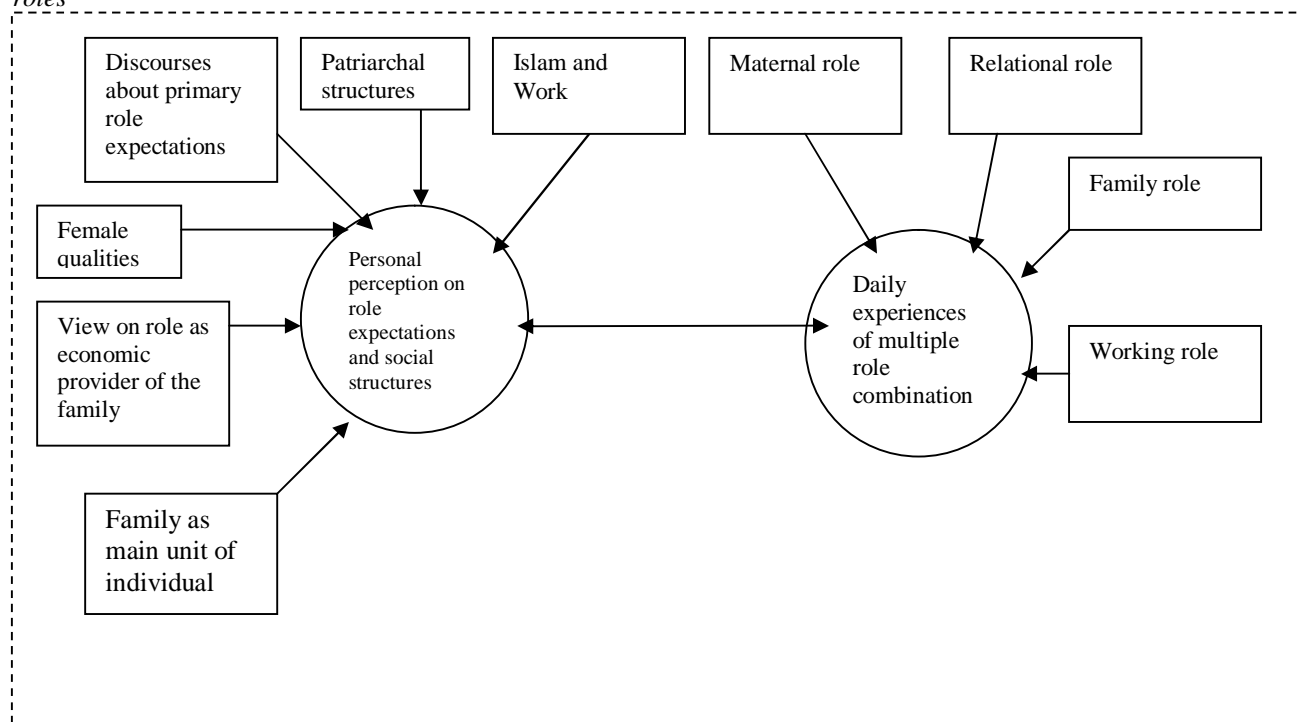 roles
Discourses
about primary
role
expectations
Patriarchal
structures
Islam and
Work
Maternal role
Relational role
Family role
Female
qualities
Personal
perception on
role
expectations
and social
structures
Daily
experiences
of multiple
role
combination
View on role as
economic
provider of the
family
Working role
Family as
main unit of
individual